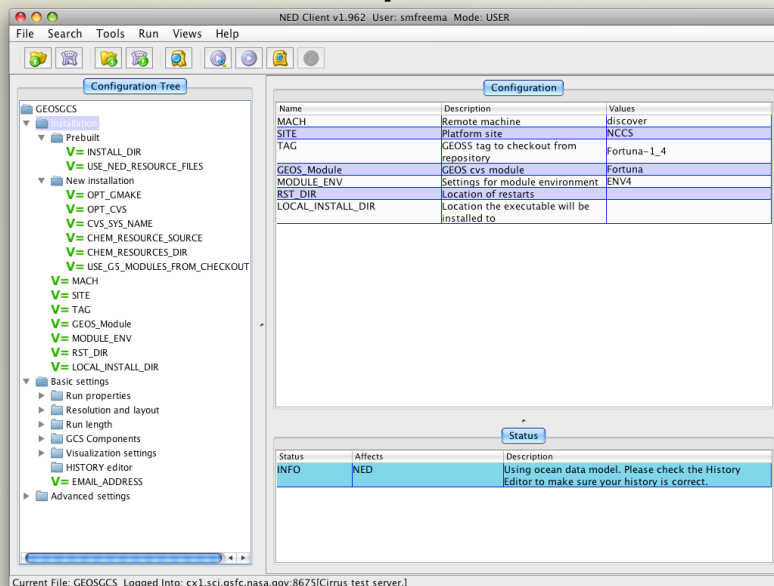 NED Client v1.962 User: smfreema Mode: USER
File Search Tools Run Views Help
Configuration Tree
GEOSGCS
Installation
Prebuilt
V= INSTALL_DIR
V= USE_NED_RESOURCE_FILES
New installation
V= OPT_GMAKE
V= OPT_CVS
V= CVS_SYS_NAME
V= CHEM_RESOURCE_SOURCE
V= CHEM_RESOURCES_DIR
V= USE_G5_MODULES_FROM_CHECKOUT
V= MACH
V= SITE
V= TAG
V= GEOS_Module
V= MODULE_ENV
V= RST_DIR
V= LOCAL_INSTALL_DIR
Basic settings
Run properties
Resolution and layout
Run length
GCS Components
Visualization settings
HISTORY editor
V= EMAIL_ADDRESS
Advanced settings
Configuration
Name Description Values
MACH Remote machine discover
SITE Platform site NCCS
TAG GEOS5 tag to checkout from
repository Fortuna-1_4
GEOS_Module GEOS cvs module Fortuna
MODULE_ENV Settings for module environment ENV4
RST_DIR Location of restarts
LOCAL_INSTALL_DIR Location the executable will be
installed to
Status
Status Affects Description
INFO NED Using ocean data model. Please check the History
Editor to make sure your history is correct.
Current File: GEOSGCS Logged Into: cx1.sci.gsfc.nasa.gov:8675[Cirrus test server.]